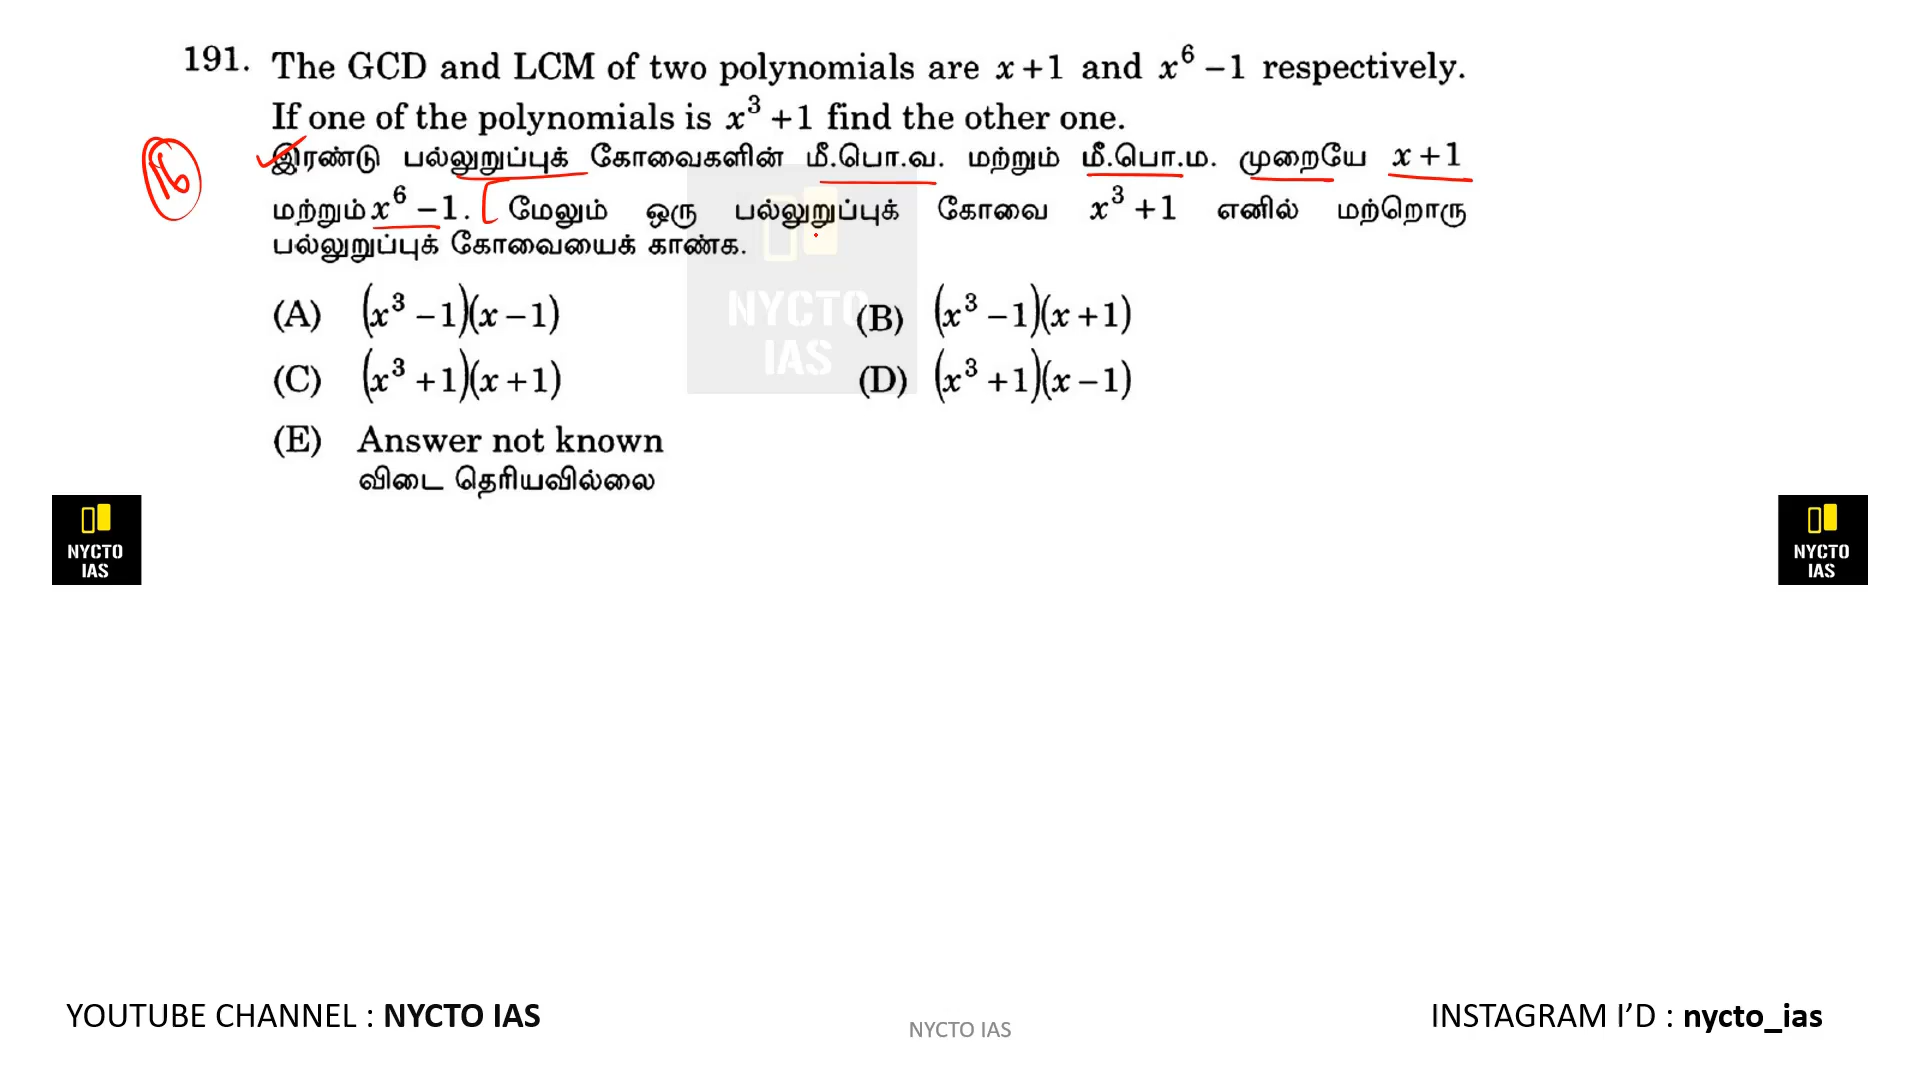 191. The GCD and LCM of two polynomials are x+1 and x⁶−1 respectively.
If one of the polynomials is x³+1 find the other one.
இரண்டு பல்லுறுப்புக் கோவைகளின் மீ.பொ.வ. மற்றும் மீ.பொ.ம. முறையே x+1
மற்றும் x⁶−1. மேலும் ஒரு பல்லுறுப்புக் கோவை x³+1 எனில் மற்றொரு
பல்லுறுப்புக் கோவையைக் காண்க.
(A) (x³−1)(x−1) (B) (x³−1)(x+1)
(C) (x³+1)(x+1) (D) (x³+1)(x−1)
(E) Answer not known
விடை தெரியவில்லை
16
NYCTO
IAS
NYCTO
IAS
NYCTO
IAS
YOUTUBE CHANNEL : NYCTO IAS
NYCTO IAS
INSTAGRAM I’D : nycto_ias